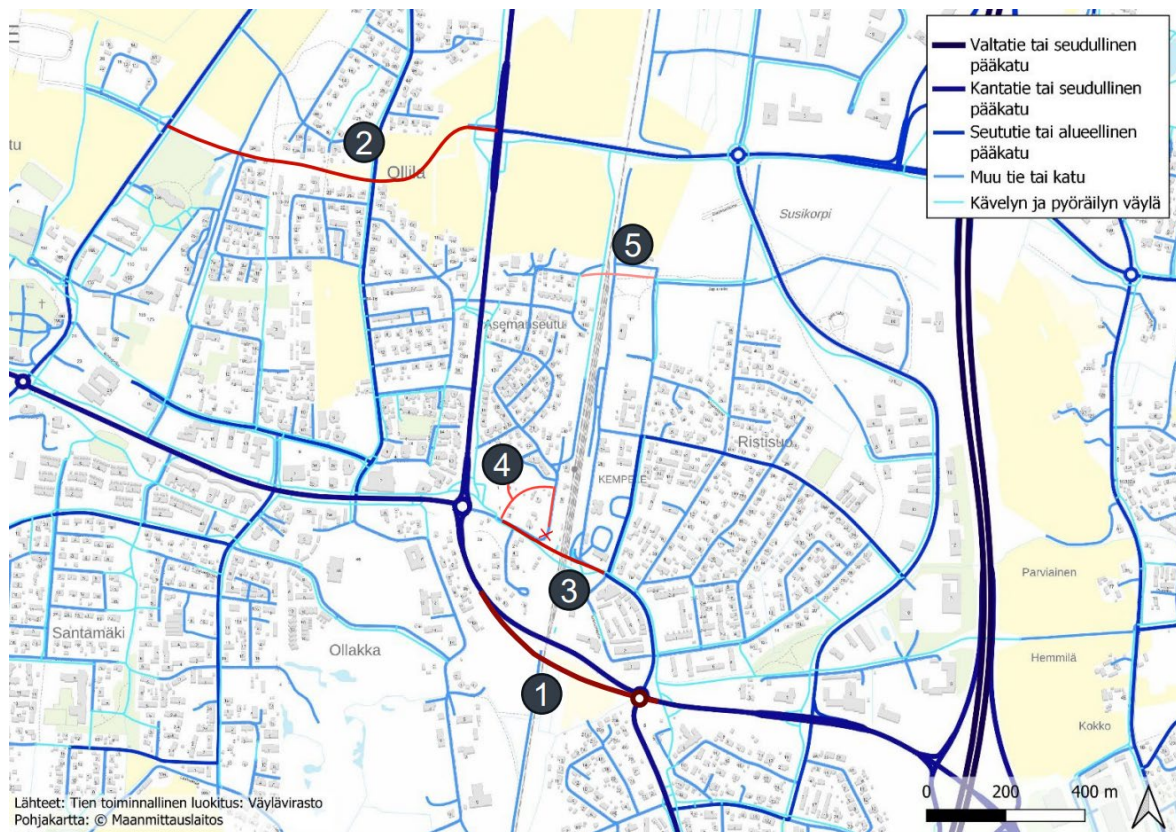 Valtatie tai seudullinen
pääkatu
Kantatie tai seudullinen
pääkatu
Seututie tai alueellinen
pääkatu
Muu tie tai katu
Kävelyn ja pyöräilyn väylä
2
Ollila
Susikorpi
5
Asemanseutu
Ristisuo
4
KEMPELE
3
Parviainen
Santamäki
Ollakka
Hemmilä
1
Kokko
Lähteet: Tien toiminnallinen luokitus: Väylävirasto
Pohjakartta: © Maanmittauslaitos
0 200 400 m